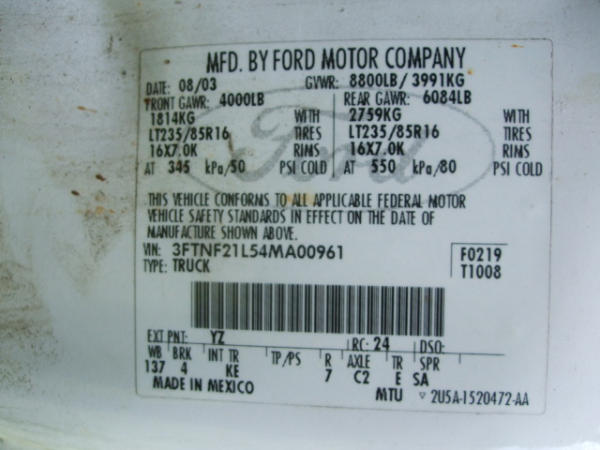 MFD. BY FORD MOTOR COMPANY
DATE: 08/03 GVWR: 8800LB/3991KG
FRONT GAWR: 4000LB REAR GAWR: 6084LB
1814KG WITH 2759KG WITH
LT235/85R16 TIRES LT235/85R16 TIRES
16X7.0K RIMS 16X7.0K RIMS
AT 345 kPa/50 PSI COLD AT 550 kPa/80 PSI COLD
Ford
THIS VEHICLE CONFORMS TO ALL APPLICABLE FEDERAL MOTOR
VEHICLE SAFETY STANDARDS IN EFFECT ON THE DATE OF
MANUFACTURE SHOWN ABOVE.
VIN: 3FTNF21L54MA00961 F0219
TYPE: TRUCK T1008
EXT PNT: YZ RC: 24 DSO:
WB BRK INT TR TP/PS R AXLE TR SPR
137 4 KE 7 C2 E SA
MADE IN MEXICO MTU ▽ 2U5A-1520472-AA